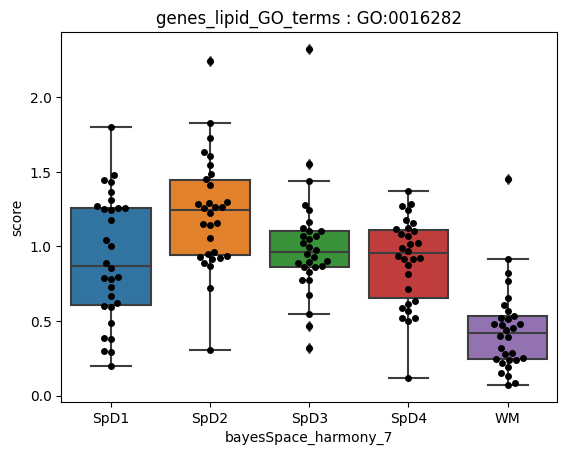 genes_lipid_GO_terms : GO:0016282
score
2.0
1.5
1.0
0.5
0.0
SpD1 SpD2 SpD3 SpD4 WM
bayesSpace_harmony_7